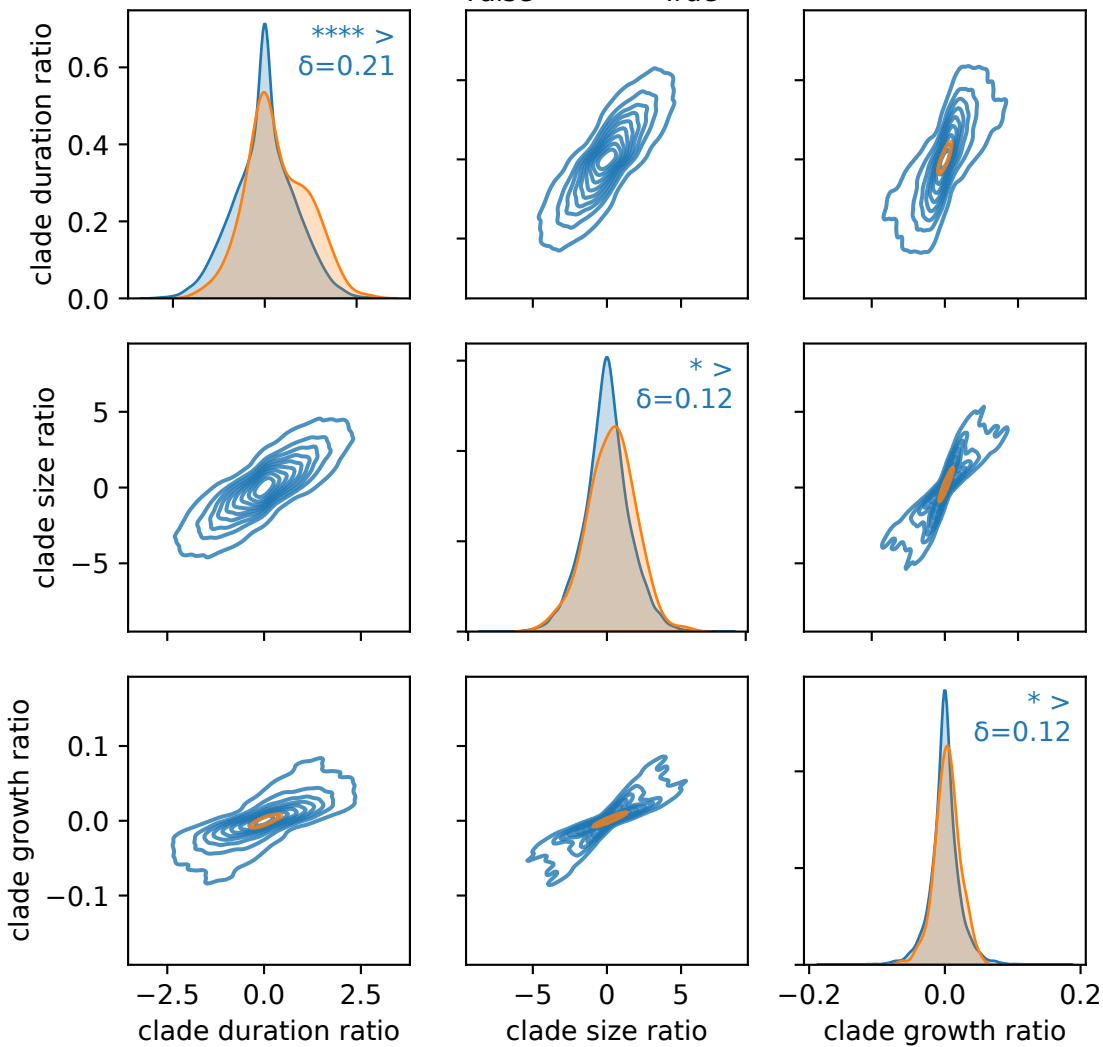 **** >
δ=0.21
clade duration ratio
0.6
0.4
0.2
0.0
clade size ratio
5
0
−5
* >
δ=0.12
clade growth ratio
0.1
0.0
−0.1
* >
δ=0.12
−2.5 0.0 2.5
−5 0 5
−0.2 0.0 0.2
clade duration ratio
clade size ratio
clade growth ratio